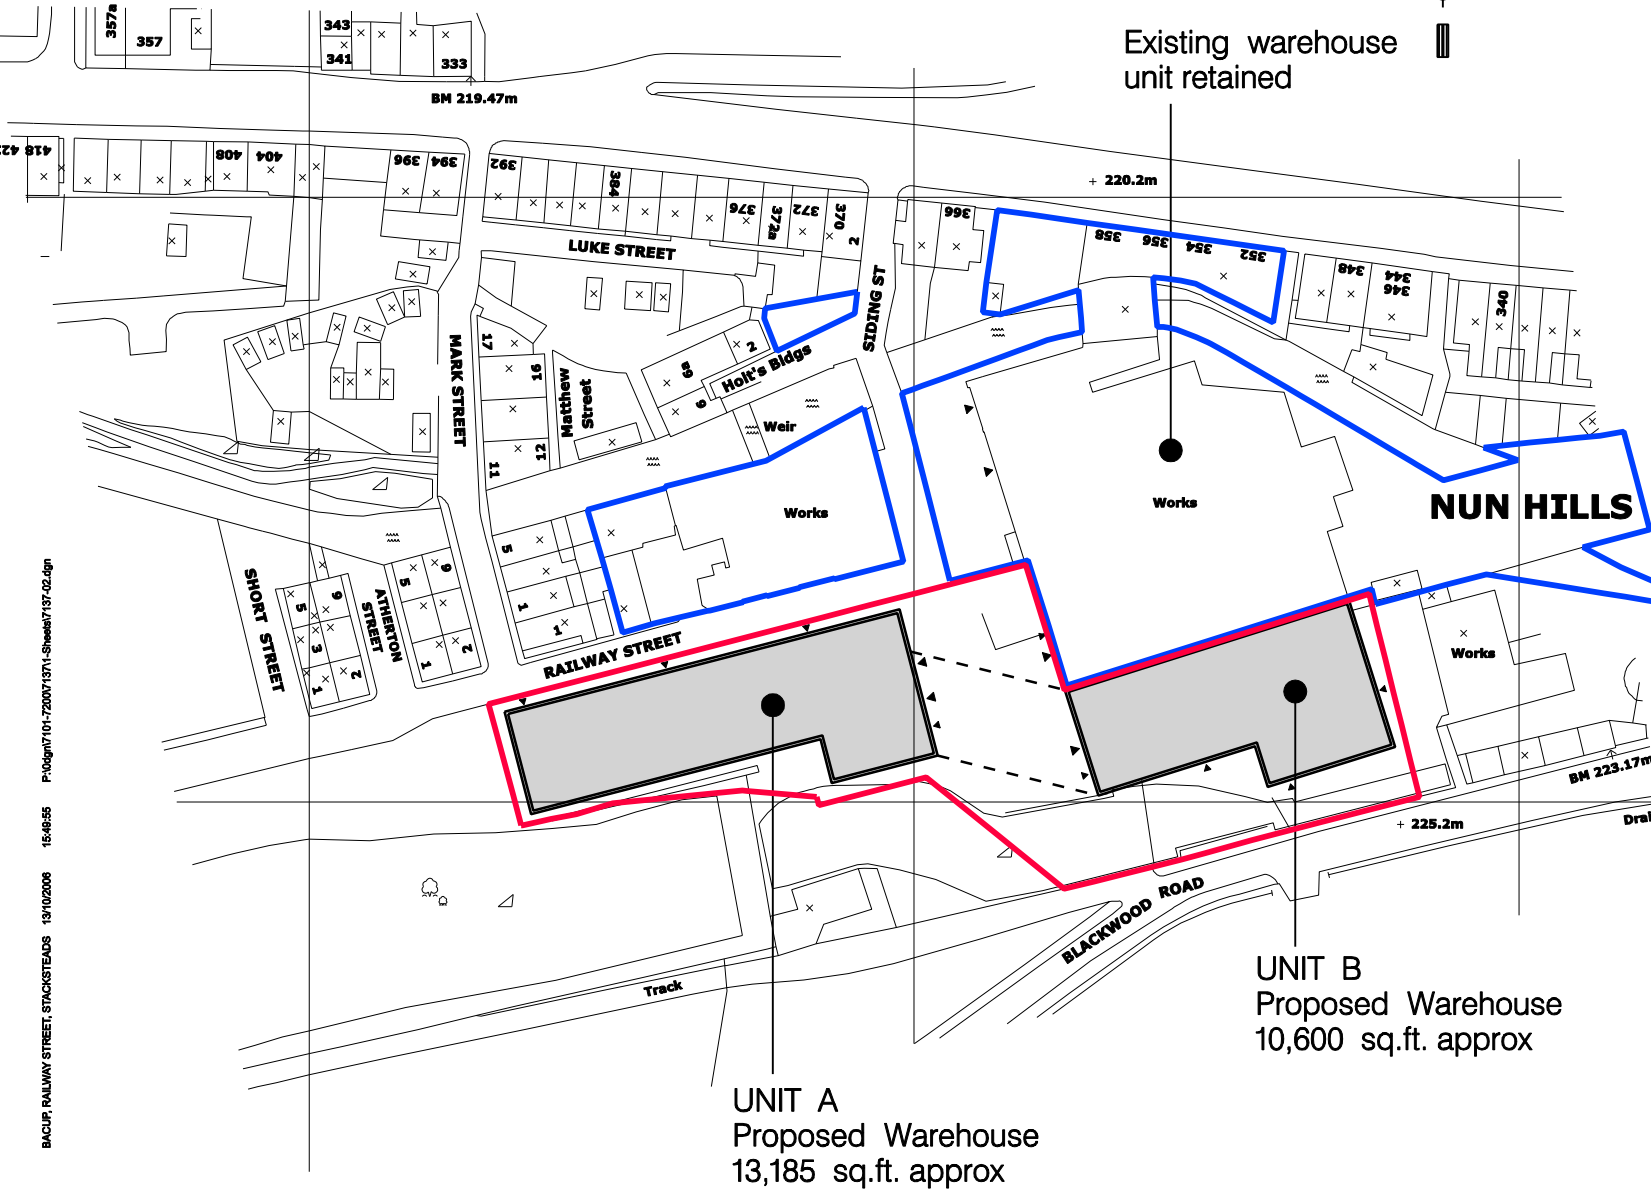 357a
357
343
341
333
BM 219.47m
Existing warehouse
unit retained
418
408
404
396
394
392
384
376
372a
372
370
2
220.2m
366
358
356
354
352
348
344
346
340
LUKE STREET
SIDING ST
MARK STREET
17
16
Matthew
Street
12
11
9a
2
9
Holt's Bldgs
Weir
Works
Works
NUN HILLS
5
1
1
SHORT STREET
5
9
3
1
2
ATHERTON
STREET
5
9
1
2
RAILWAY STREET
Works
BM 223.17m
225.2m
BLACKWOOD ROAD
Track
UNIT B
Proposed Warehouse
10,600 sq.ft. approx
UNIT A
Proposed Warehouse
13,185 sq.ft. approx
BACUP, RAILWAY STREET, STACKSTEADS 13/10/2006 15:49:55 P:\0dgn\7101-7200\7137\1-Sheets\7137-02.dgn